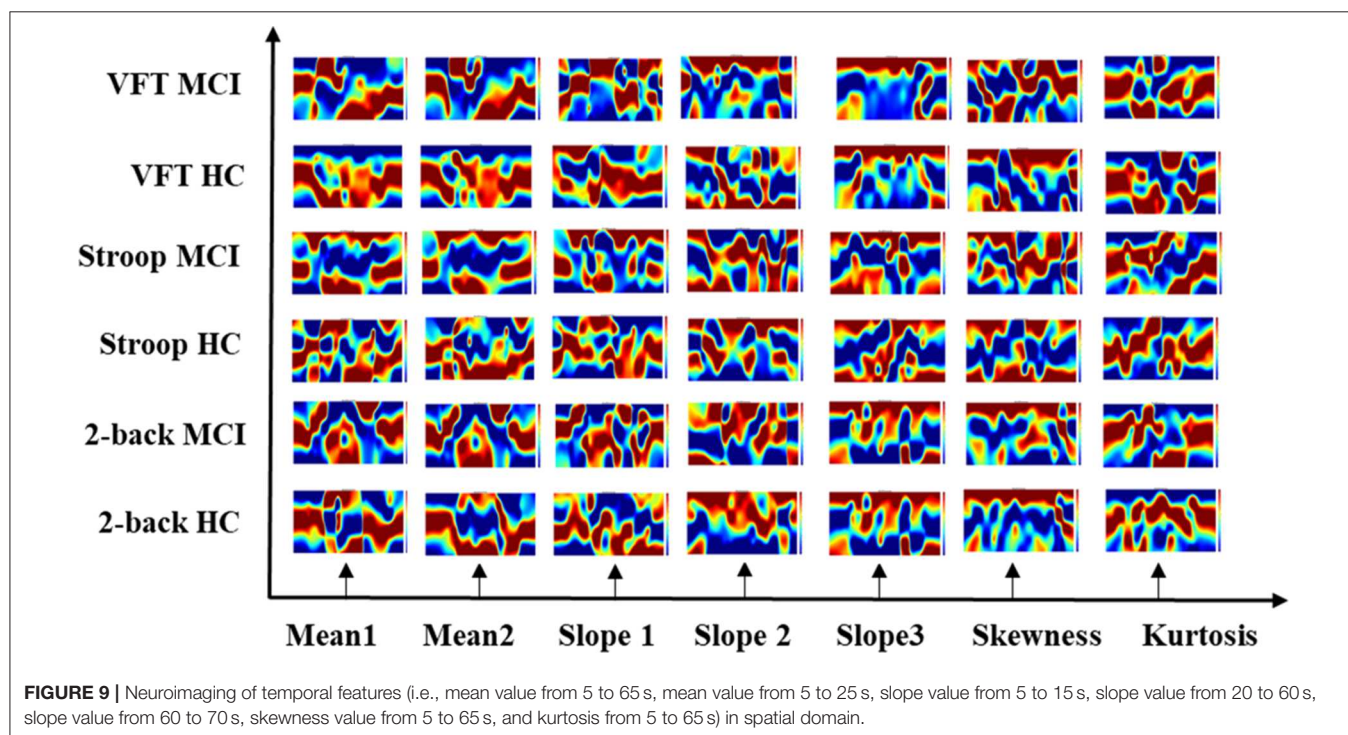 VFT MCI
VFT HC
Stroop MCI
Stroop HC
2-back MCI
2-back HC
Mean1 Mean2 Slope 1 Slope 2 Slope3 Skewness Kurtosis
FIGURE 9 | Neuroimaging of temporal features (i.e., mean value from 5 to 65 s, mean value from 5 to 25 s, slope value from 5 to 15 s, slope value from 20 to 60 s,
slope value from 60 to 70 s, skewness value from 5 to 65 s, and kurtosis from 5 to 65 s) in spatial domain.